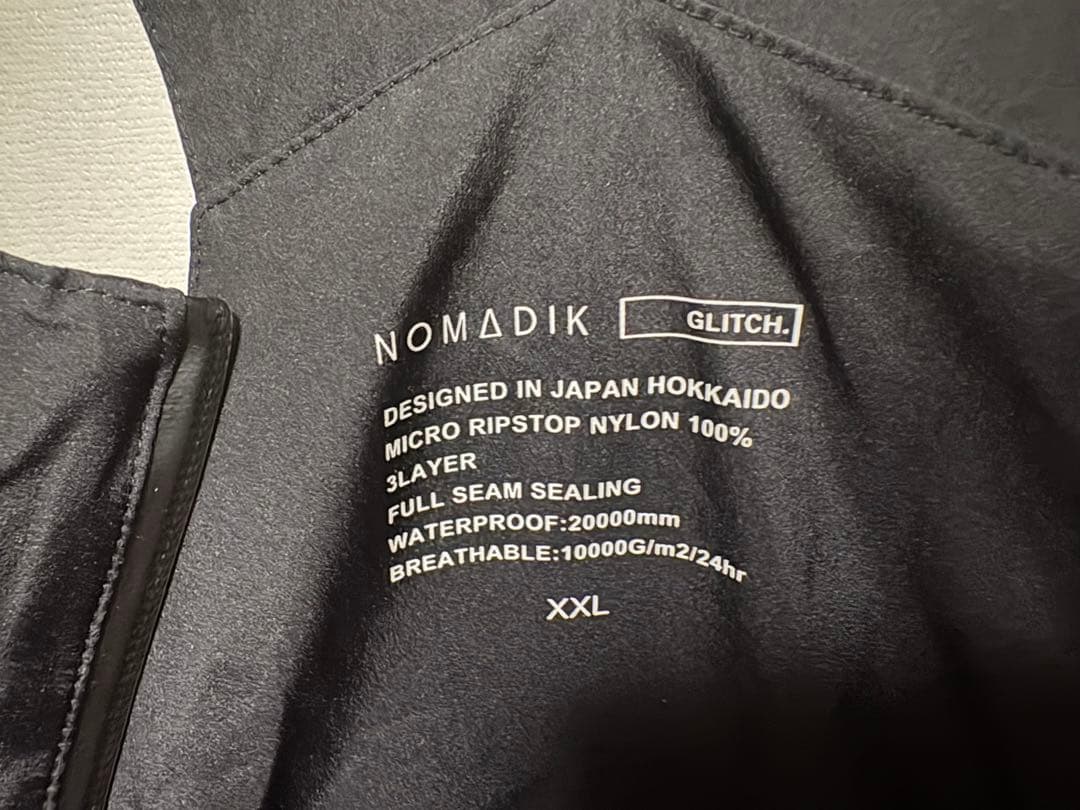 NOMADIK GLITCH.
DESIGNED IN JAPAN HOKKAIDO
MICRO RIPSTOP NYLON 100%
3LAYER
FULL SEAM SEALING
WATERPROOF:20000mm
BREATHABLE:10000G/m2/24hr
XXL